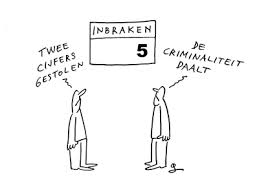 INBRAKEN
5
TWEE
CIJFERS
GESTOLEN
DE
CRIMINALITEIT
DAALT